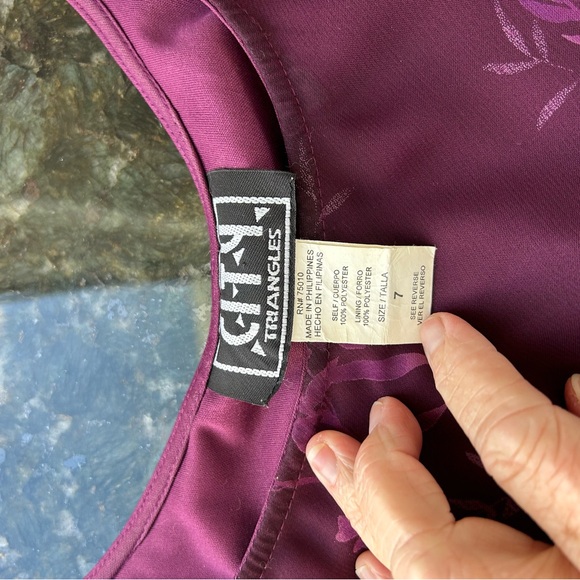 CITY
TRIANGLES
RN# 75010
MADE IN PHILIPPINES
HECHO EN FILIPINAS
SELF / CUERPO
100% POLYESTER
LINING / FORRO
100% POLYESTER
SIZE / TALLA
7
SEE REVERSE
VER EL REVERSO